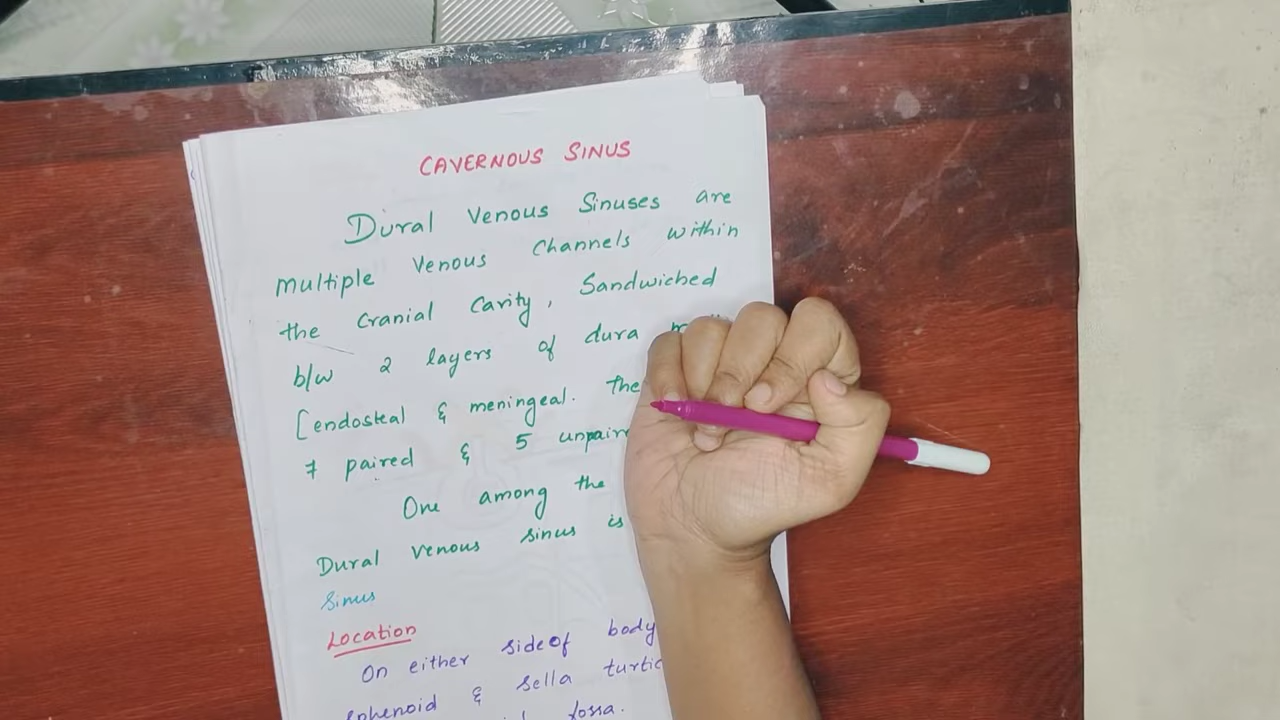 CAVERNOUS SINUS
Dural Venous Sinuses are
multiple Venous channels within
the cranial Carity, Sandwiched
b/w 2 layers of dura
[endosteal & meningeal. The
7 paired & 5 unpair
One among the
Dural venous sinus is
Sinus
Location
On either side of body
sphenoid & sella turtic
fossa.